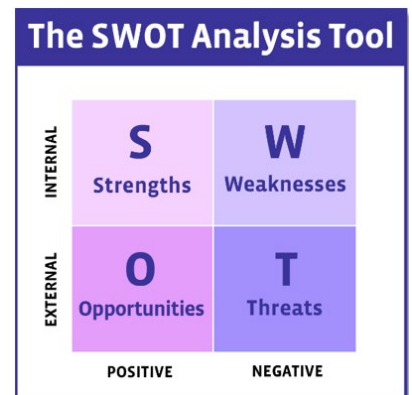 The SWOT Analysis Tool
INTERNAL
S
Strengths
W
Weaknesses
EXTERNAL
O
Opportunities
T
Threats
POSITIVE
NEGATIVE